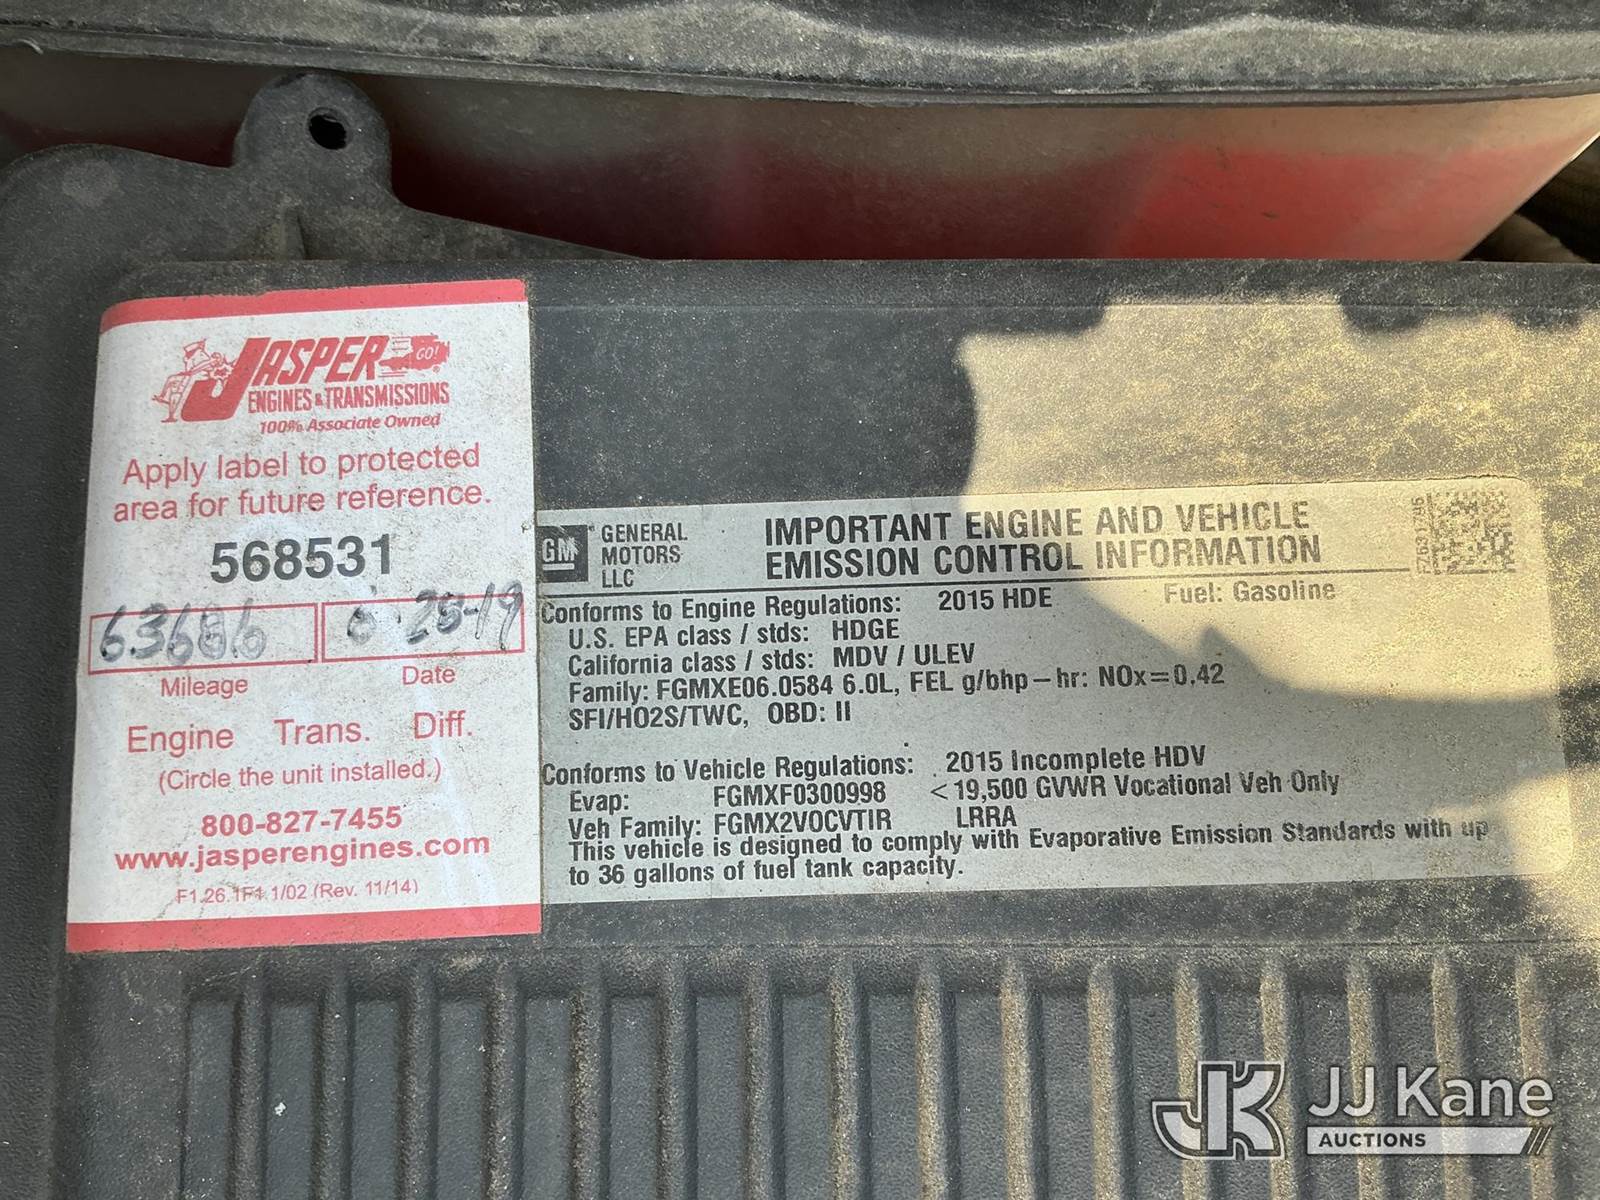 JASPER GO!
ENGINES & TRANSMISSIONS
100% Associate Owned
Apply label to protected
area for future reference.
568531
Mileage
Date
Engine Trans. Diff.
(Circle the unit installed.)
800-827-7455
www.jasperengines.com
F1.26.1F1 1/02 (Rev. 11/14)
GM
GENERAL
MOTORS
LLC
IMPORTANT ENGINE AND VEHICLE
EMISSION CONTROL INFORMATION
Conforms to Engine Regulations: 2015 HDE Fuel: Gasoline
U.S. EPA class / stds: HDGE
California class / stds: MDV / ULEV
Family: FGMXE06.0584 6.0L, FEL g/bhp-hr: NOx=0.42
SFI/HO2S/TWC, OBD: II
Conforms to Vehicle Regulations: 2015 Incomplete HDV
Evap: FGMXF0300998 <19,500 GVWR Vocational Veh Only
Veh Family: FGMX2VOCVTIR LRRA
This vehicle is designed to comply with Evaporative Emission Standards with up
to 36 gallons of fuel tank capacity.
JK JJ Kane
AUCTIONS